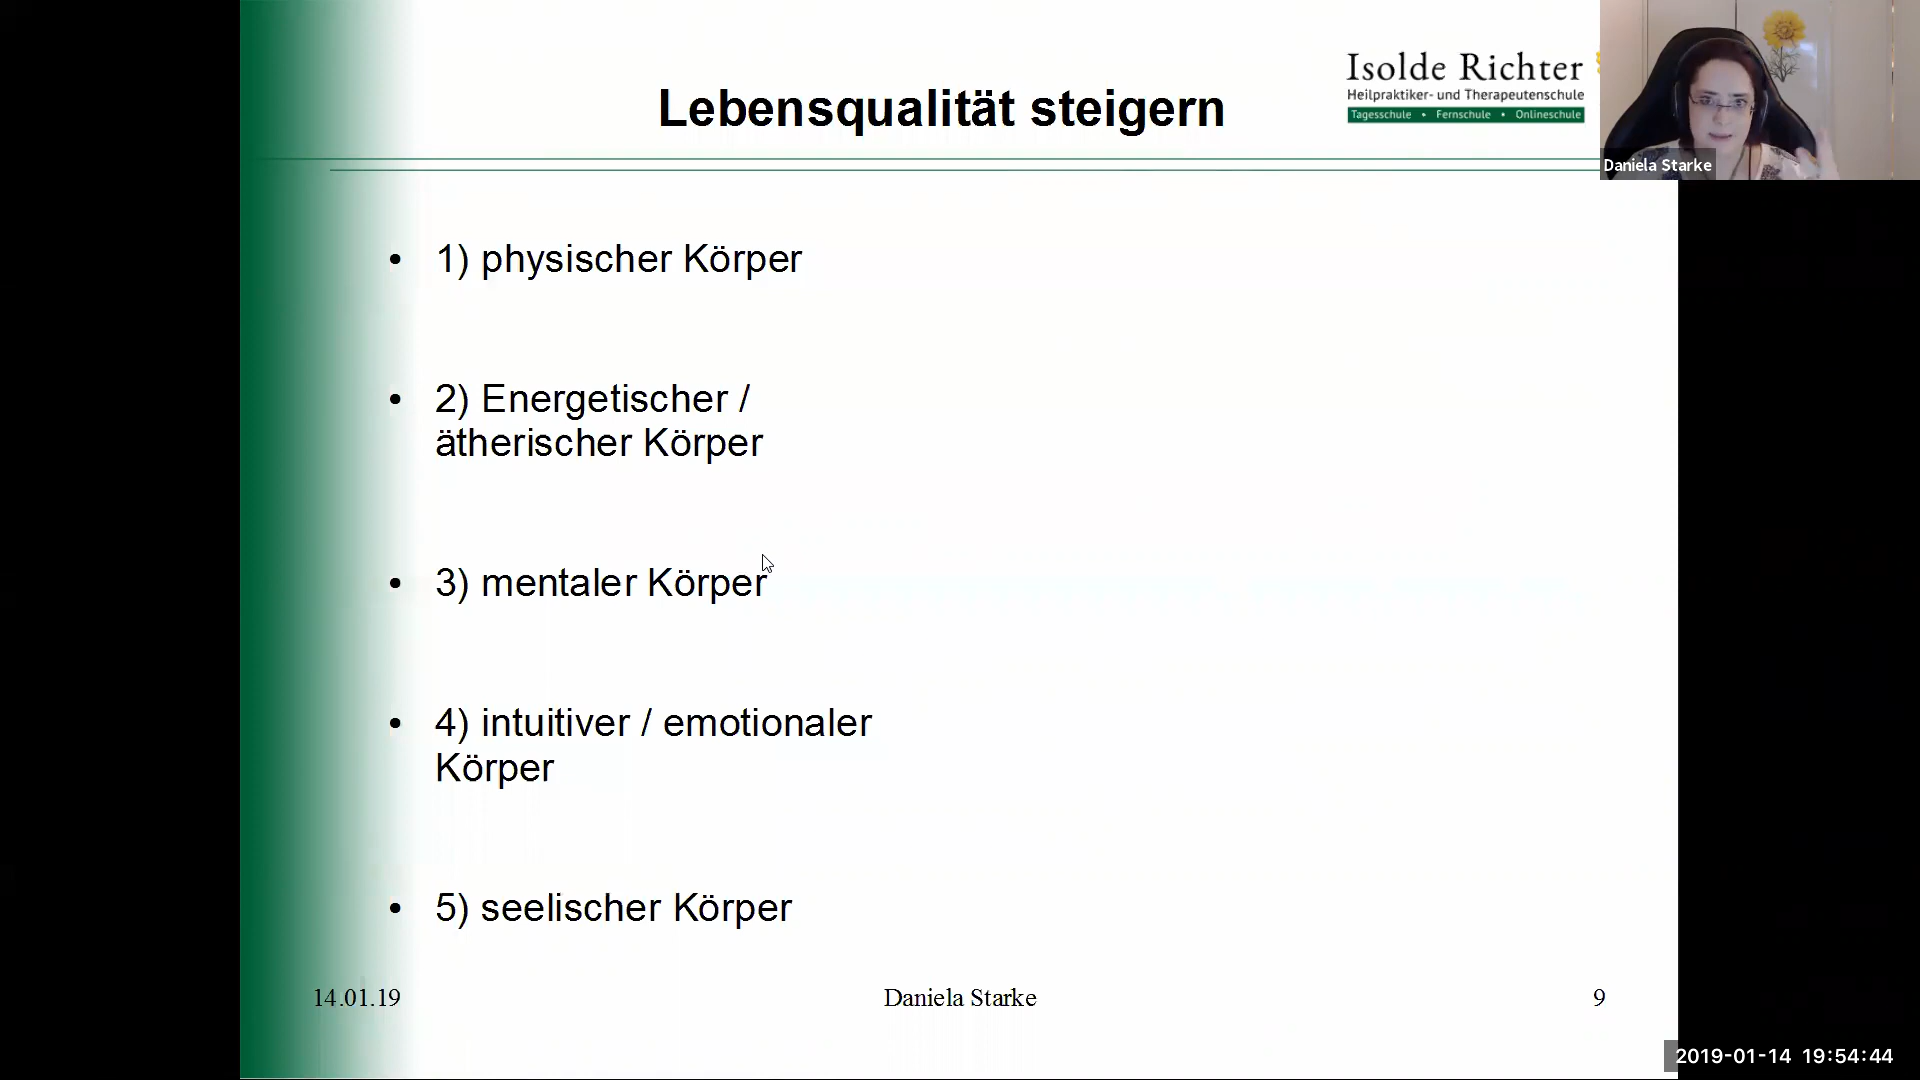 Lebensqualität steigern
Isolde Richter
Heilpraktiker- und Therapeutenschule
Tagesschule • Fernschule • Onlineschule
Daniela Starke
• 1) physischer Körper
• 2) Energetischer /
ätherischer Körper
• 3) mentaler Körper
• 4) intuitiver / emotionaler
Körper
• 5) seelischer Körper
14.01.19
Daniela Starke
9
2019-01-14 19:54:44